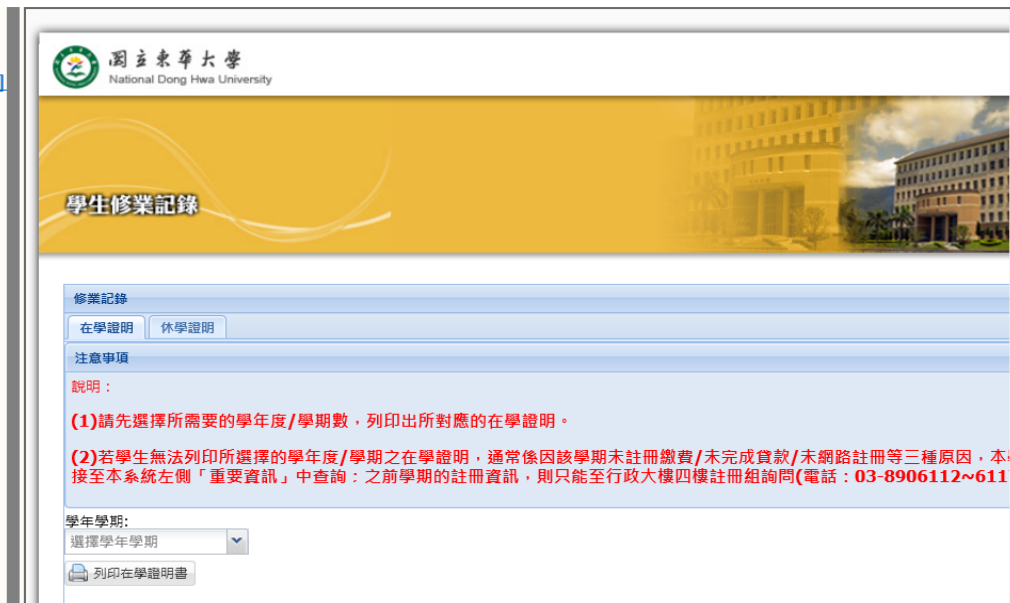 國立東華大學
National Dong Hwa University
學生修業記錄
修業記錄
在學證明 休學證明
注意事項
說明：
(1)請先選擇所需要的學年度/學期數，列印出所對應的在學證明。
(2)若學生無法列印所選擇的學年度/學期之在學證明，通常係因該學期未註冊繳費/未完成貸款/未網路註冊等三種原因，本
接至本系統左側「重要資訊」中查詢：之前學期的註冊資訊，則只能至行政大樓四樓註冊組詢問(電話：03-8906112~611
學年學期:
選擇學年學期
列印在學證明書